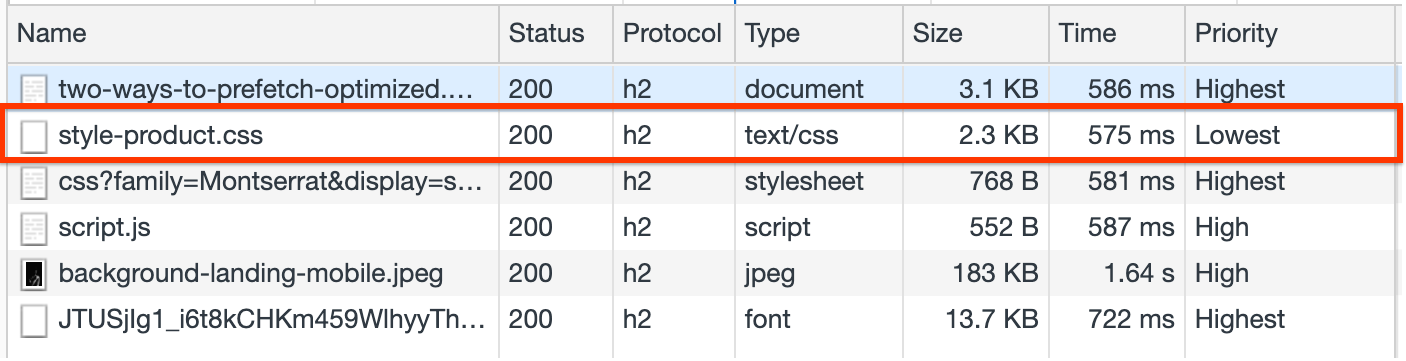 Name Status Protocol Type Size Time Priority
two-ways-to-prefetch-optimized.... 200 h2 document 3.1 KB 586 ms Highest
style-product.css 200 h2 text/css 2.3 KB 575 ms Lowest
css?family=Montserrat&display=s... 200 h2 stylesheet 768 B 581 ms Highest
script.js 200 h2 script 552 B 587 ms High
background-landing-mobile.jpeg 200 h2 jpeg 183 KB 1.64 s High
JTUSjIg1_i6t8kCHKm459WlhyyTh... 200 h2 font 13.7 KB 722 ms Highest